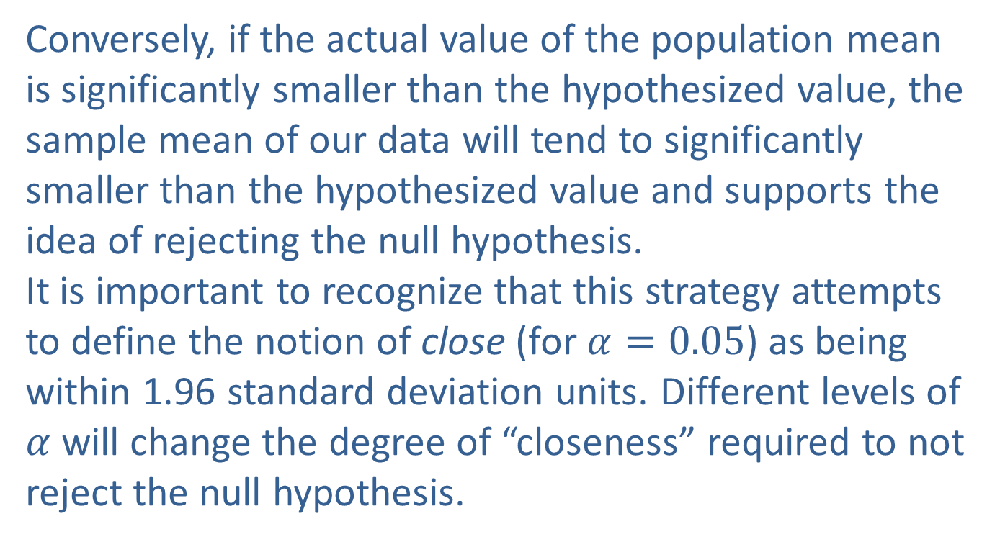 Conversely, if the actual value of the population mean
is significantly smaller than the hypothesized value, the
sample mean of our data will tend to significantly
smaller than the hypothesized value and supports the
idea of rejecting the null hypothesis.
It is important to recognize that this strategy attempts
to define the notion of close (for α = 0.05) as being
within 1.96 standard deviation units. Different levels of
α will change the degree of “closeness” required to not
reject the null hypothesis.